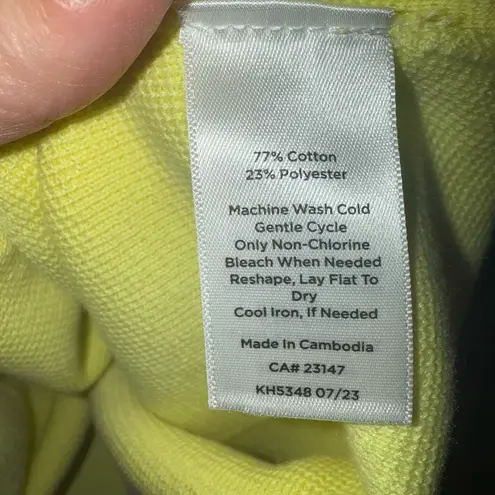 77% Cotton
23% Polyester
Machine Wash Cold
Gentle Cycle
Only Non-Chlorine
Bleach When Needed
Reshape, Lay Flat To
Dry
Cool Iron, If Needed
Made In Cambodia
CA# 23147
KH5348 07/23